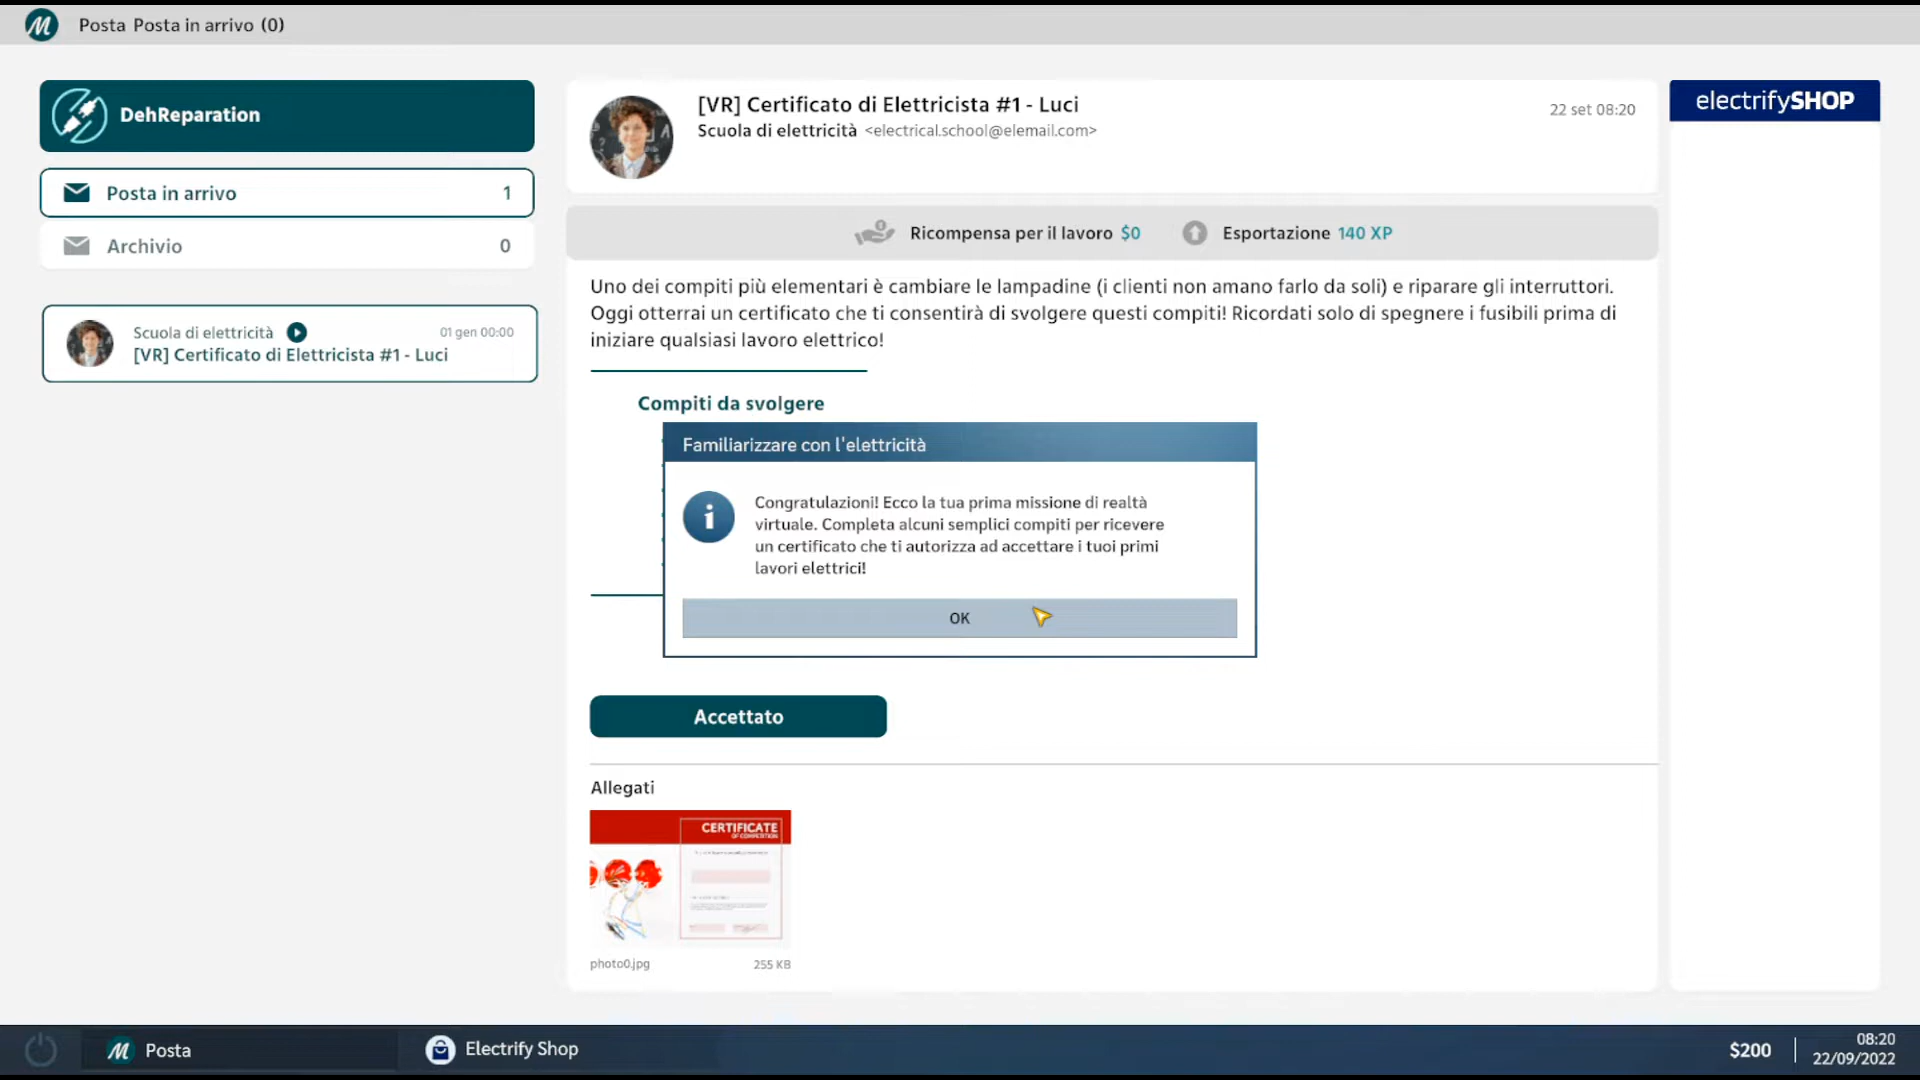 Posta Posta in arrivo (0)
DehReparation
Posta in arrivo 1
Archivio 0
Scuola di elettricità 01 gen 00:00
[VR] Certificato di Elettricista #1 - Luci
[VR] Certificato di Elettricista #1 - Luci
Scuola di elettricità <electrical.school@elemail.com>
22 set 08:20
electrifySHOP
Ricompensa per il lavoro $0 Esportazione 140 XP
Uno dei compiti più elementari è cambiare le lampadine (i clienti non amano farlo da soli) e riparare gli interruttori.
Oggi otterrai un certificato che ti consentirà di svolgere questi compiti! Ricordati solo di spegnere i fusibili prima di
iniziare qualsiasi lavoro elettrico!
Compiti da svolgere
Familiarizzare con l'elettricità
Congratulazioni! Ecco la tua prima missione di realtà
virtuale. Completa alcuni semplici compiti per ricevere
un certificato che ti autorizza ad accettare i tuoi primi
lavori elettrici!
OK
Accettato
Allegati
CERTIFICATE
photo0.jpg 255 KB
Posta
Electrify Shop
$200
08:20
22/09/2022